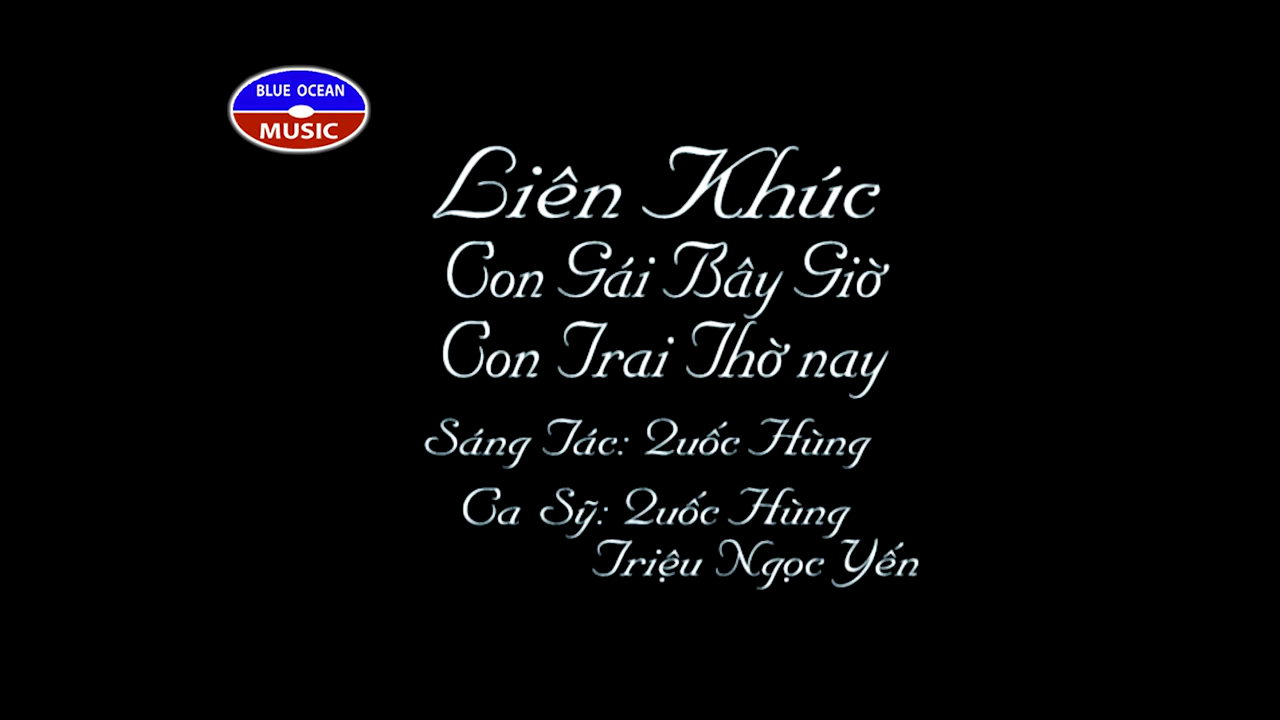 BLUE OCEAN
MUSIC
Liên Khúc
Con Gái Bây Giờ
Con Trai Thờ nay
Sáng Tác: Quốc Hùng
Ca Sỹ: Quốc Hùng
Triệu Ngọc Yến